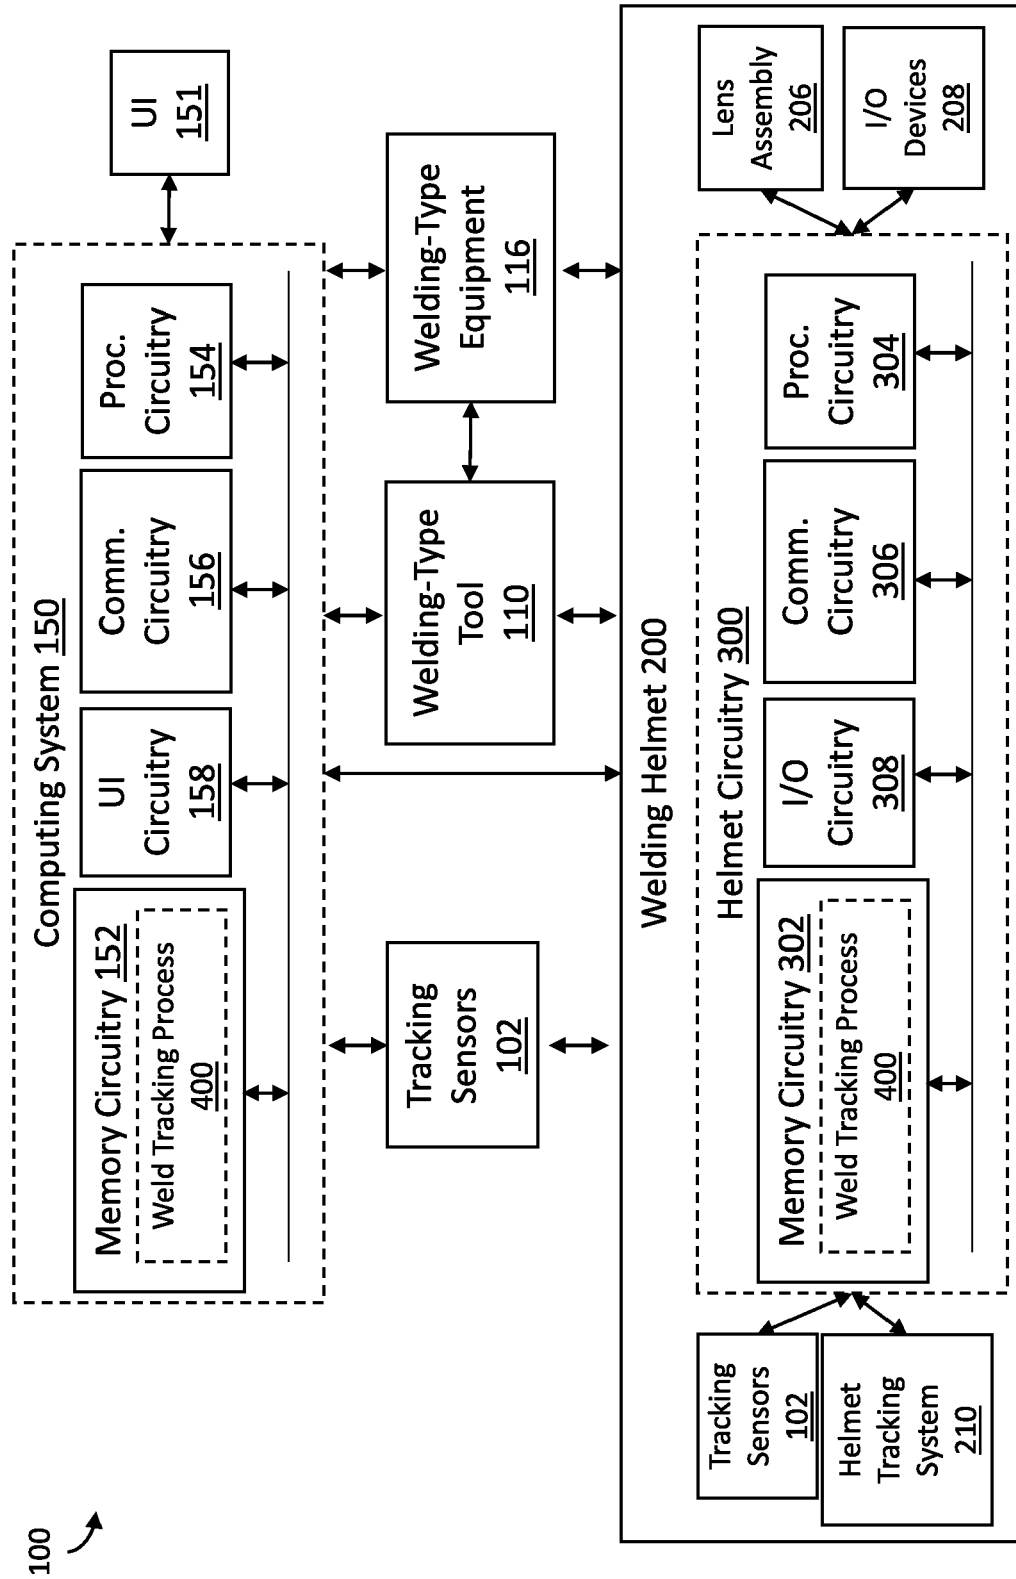 100
Computing System 150
Memory Circuitry 152
Weld Tracking Process
400
UI
Circuitry
158
Comm.
Circuitry
156
Proc.
Circuitry
154
UI
151
Tracking
Sensors
102
Welding-Type
Tool
110
Welding-Type
Equipment
116
Welding Helmet 200
Helmet Circuitry 300
Tracking
Sensors
102
Helmet
Tracking
System
210
Memory Circuitry 302
Weld Tracking Process
400
I/O
Circuitry
308
Comm.
Circuitry
306
Proc.
Circuitry
304
Lens
Assembly
206
I/O
Devices
208